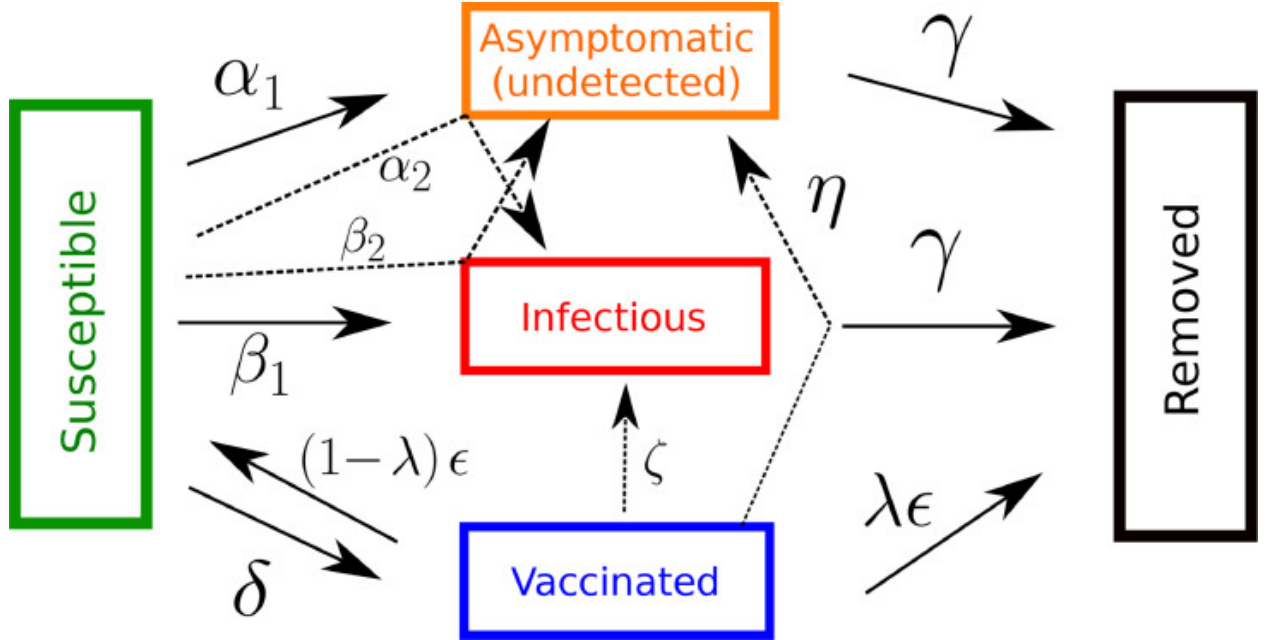 Susceptible
α₁
α₂
β₂
β₁
(1−λ) ϵ
δ
Asymptomatic
(undetected)
Infectious
ζ
Vaccinated
γ
η
γ
λϵ
Removed